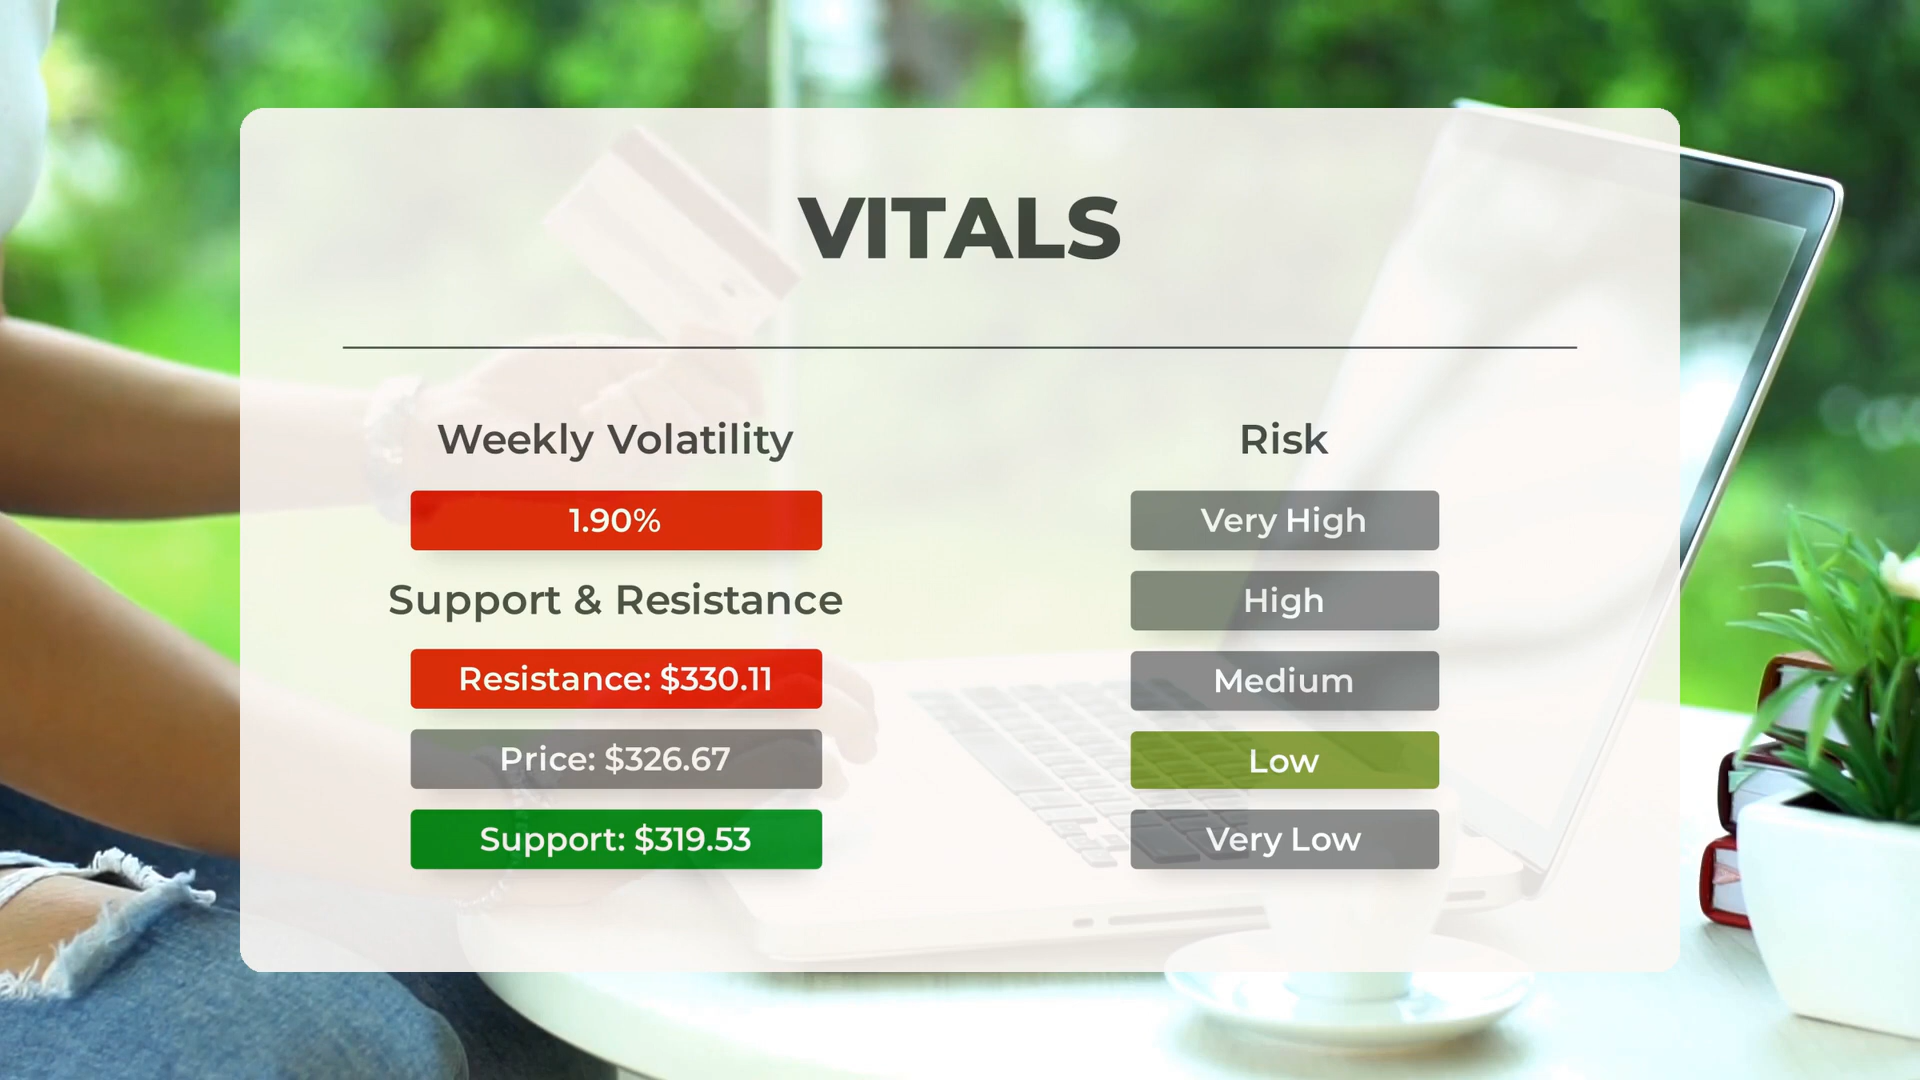 VITALS
Weekly Volatility
1.90%
Support & Resistance
Resistance: $330.11
Price: $326.67
Support: $319.53
Risk
Very High
High
Medium
Low
Very Low